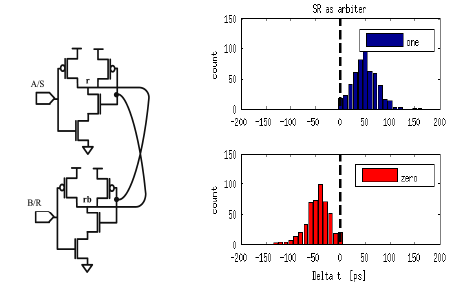 A/S
r
B/R
rb
SR as arbiter
150
100
50
0
count
one
-200 -150 -100 -50 0 50 100 150 200
150
100
50
0
count
zero
-200 -150 -100 -50 0 50 100 150 200
Delta t [ps]